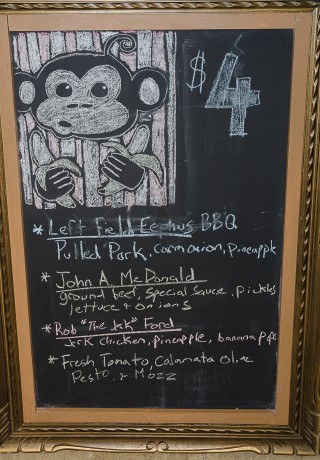 $4
* Left Field Eephus BBQ
Pulled Pork, carm onion, pineapple
* John A. McDonald
ground beef, special sauce, pickles
lettuce + onions
* Rob "The Jerk" Ford
Jerk chicken, pineapple, banana
* Fresh Tomato, Calamata Olive
Pesto, + Mozz